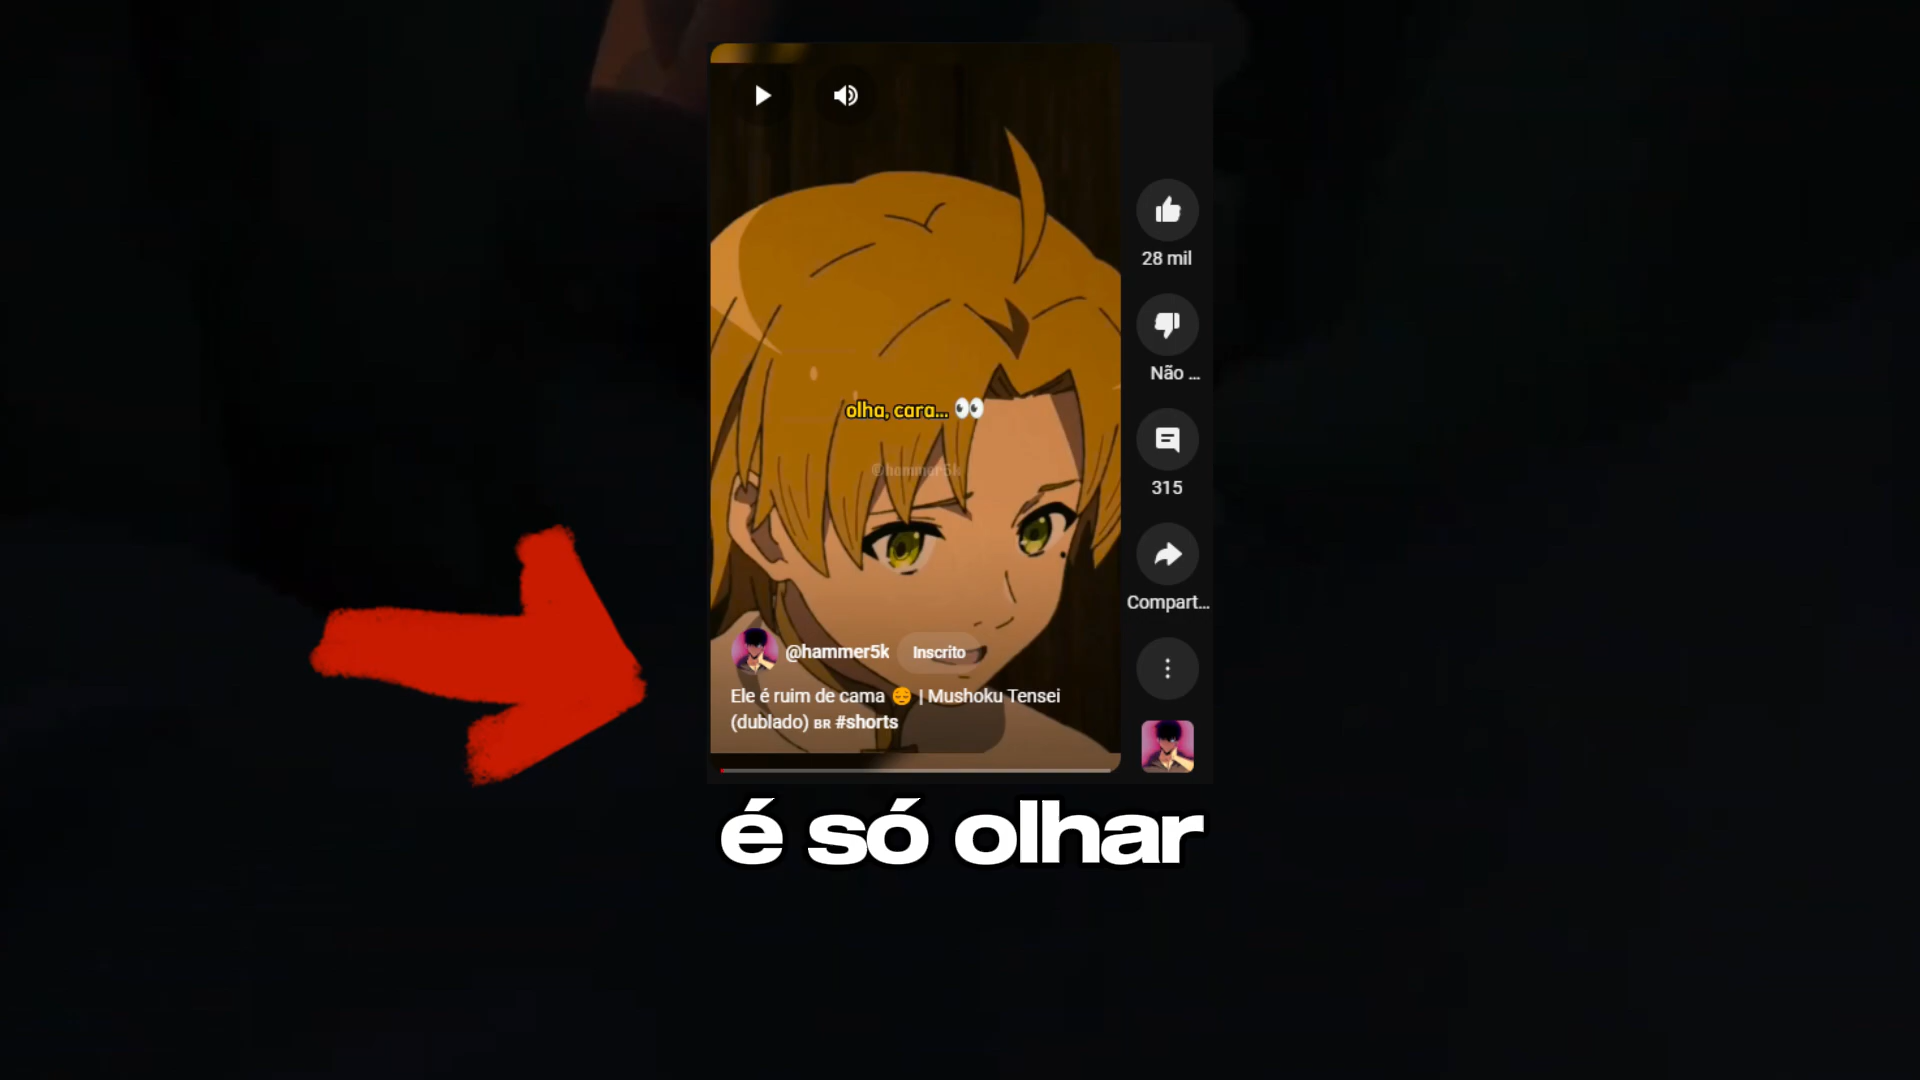 28 mil
Não ...
olha, cara... 👀
@hammer5k
315
Compart...
@hammer5k Inscrito
Ele é ruim de cama 😔 | Mushoku Tensei
(dublado) BR #shorts
é só olhar